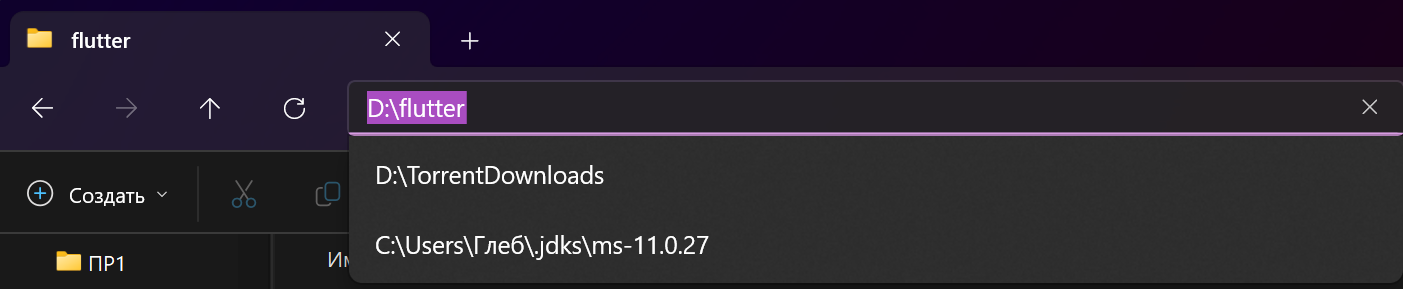 flutter
D:\flutter
D:\TorrentDownloads
Создать
C:\Users\Глеб\.jdks\ms-11.0.27
ПР1